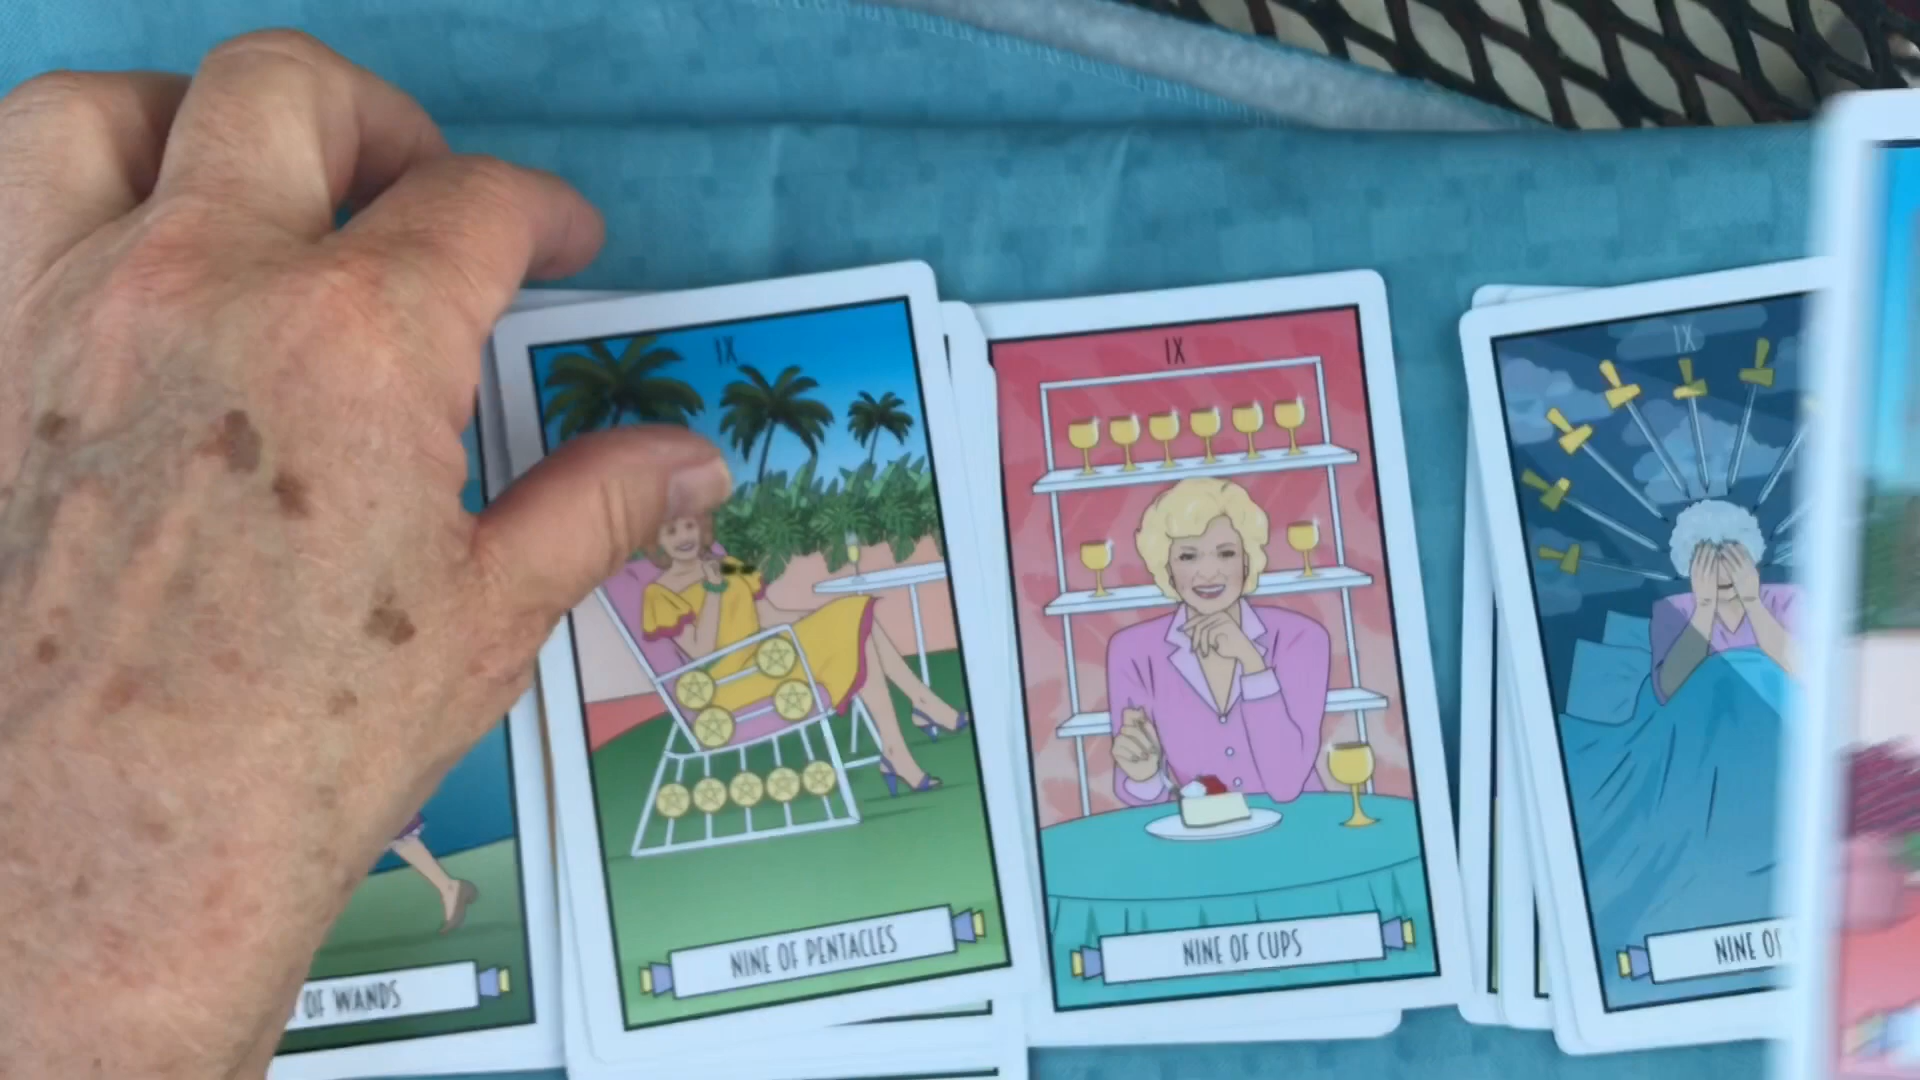 IX
NINE OF PENTACLES
IX
NINE OF CUPS
IX
NINE OF
OF WANDS